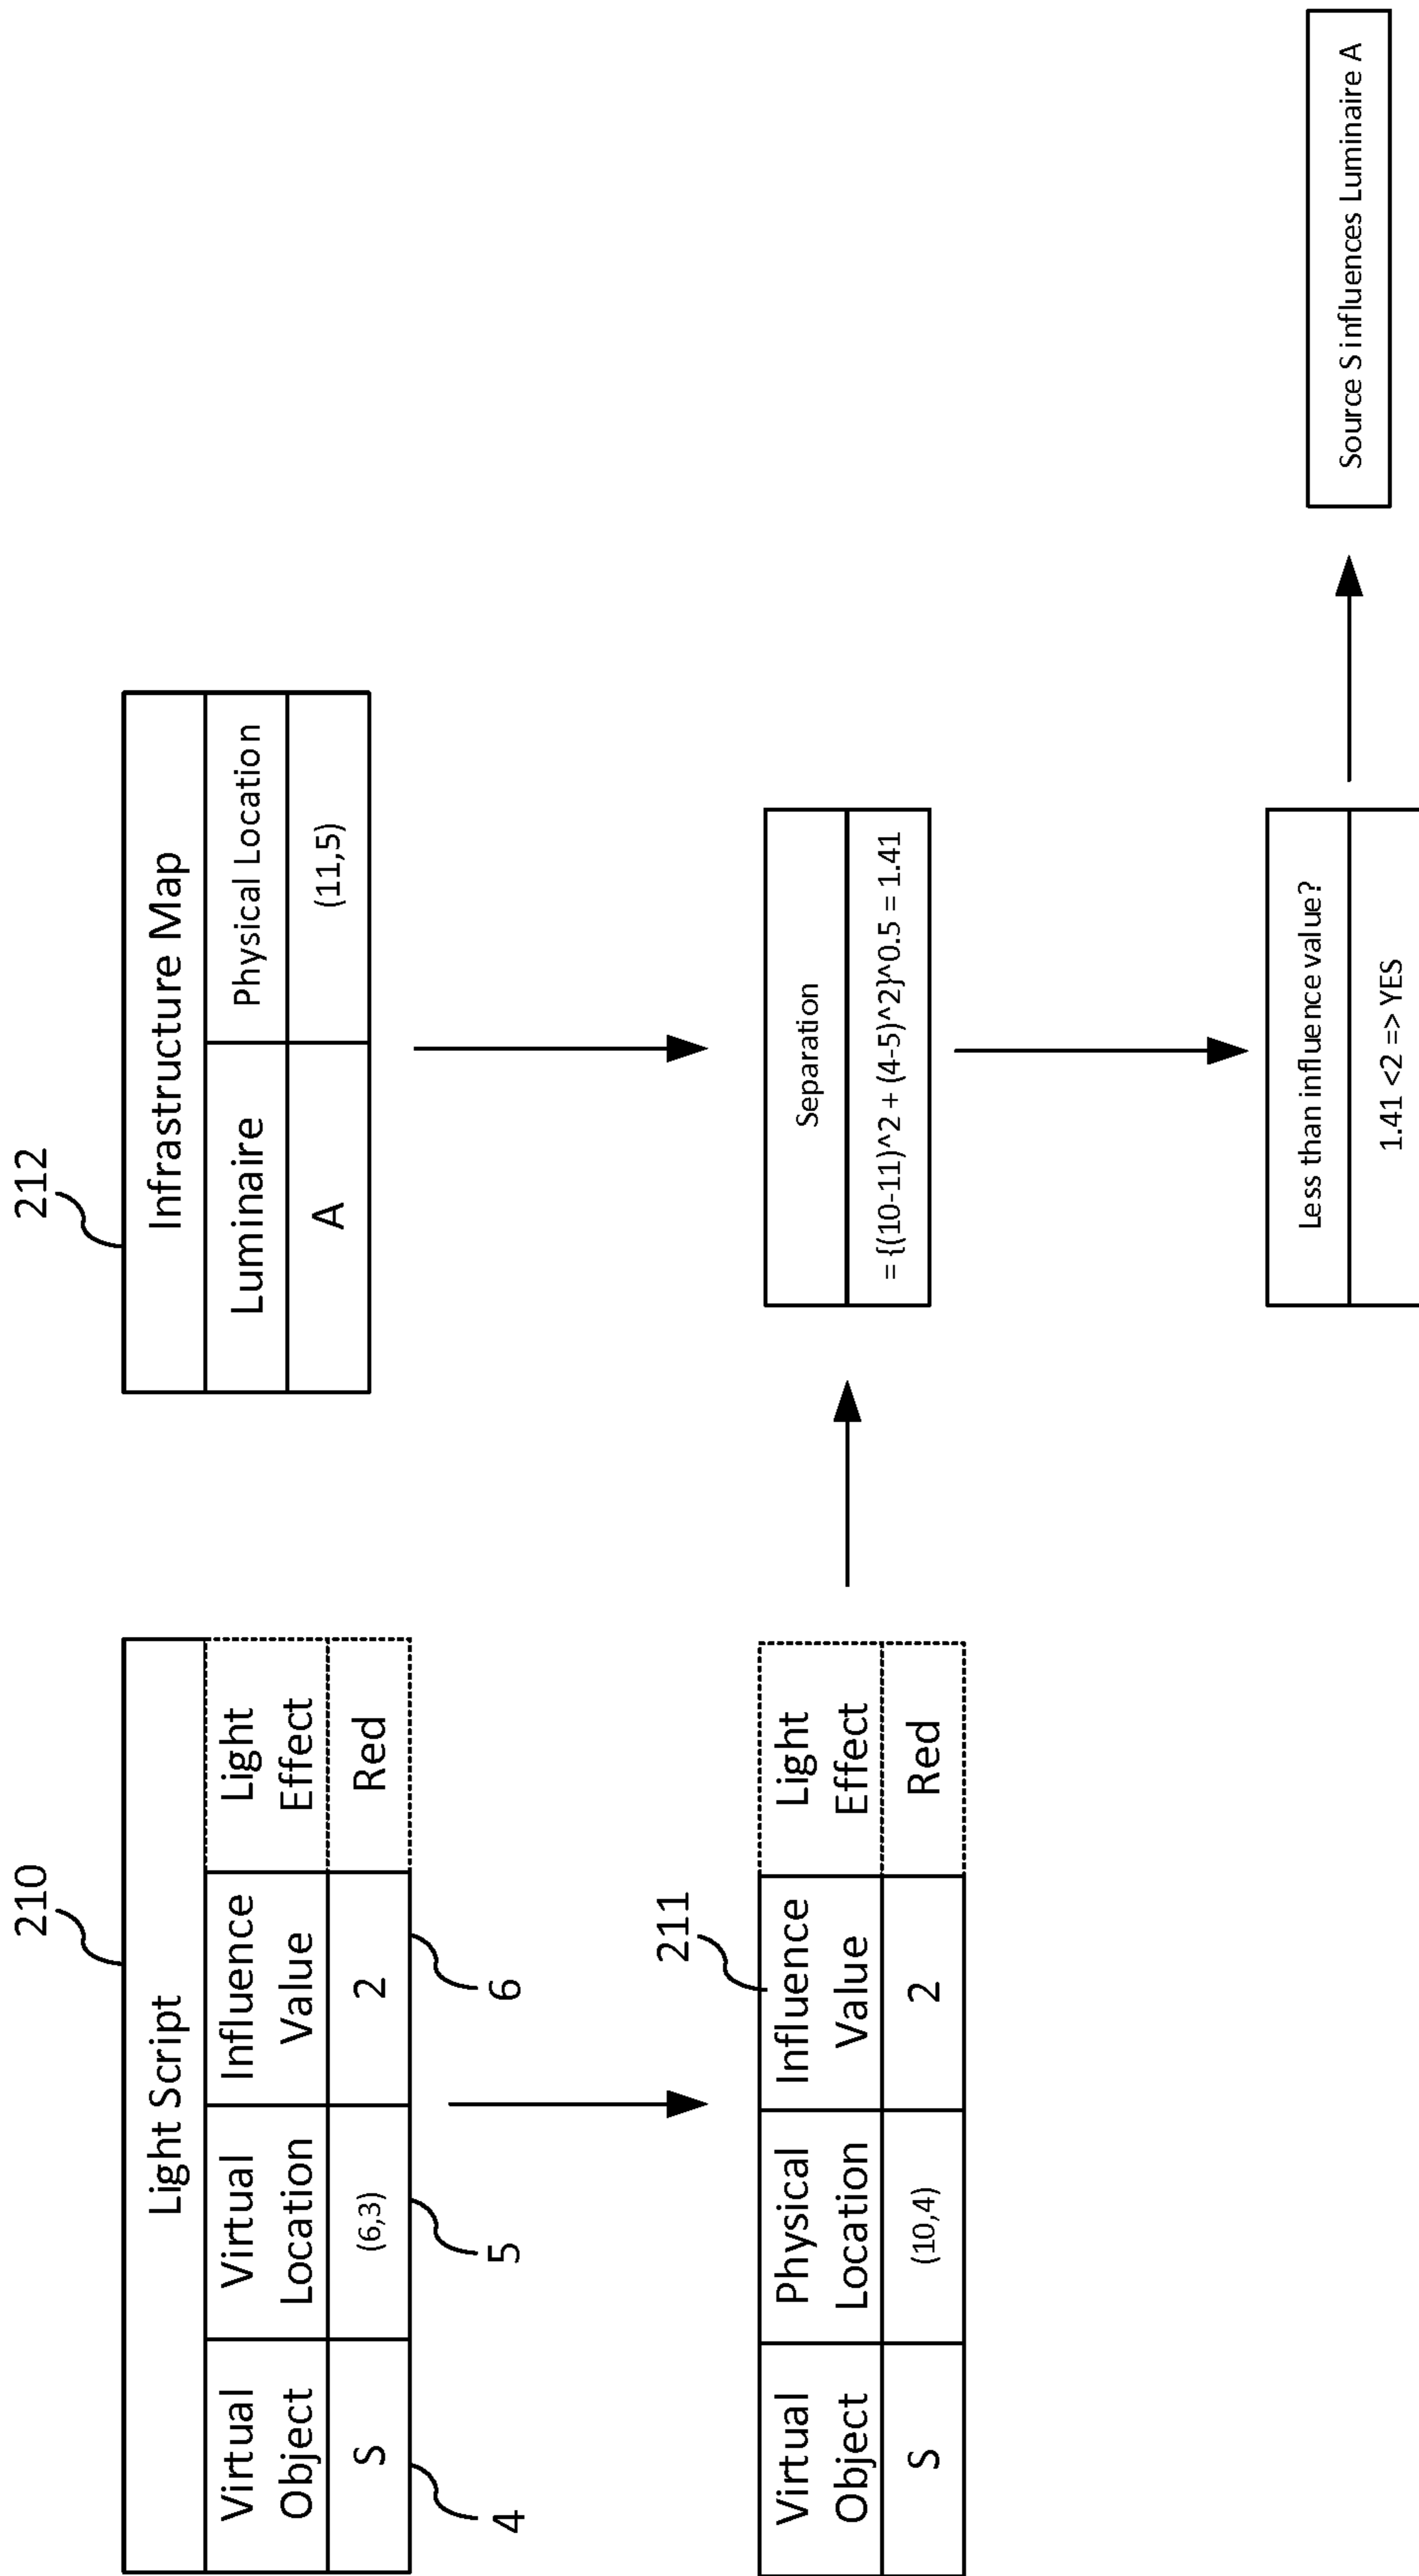 210
Light Script
Virtual
Object
Virtual
Location
Influence
Value
Light
Effect
S
(6,3)
2
Red
4
5
6
212
Infrastructure Map
Luminaire
Physical Location
A
(11,5)
211
Virtual
Object
Physical
Location
Influence
Value
Light
Effect
S
(10,4)
2
Red
Separation
= {(10-11)^2 + (4-5)^2}^0.5 = 1.41
Less than influence value?
1.41 <2 => YES
Source S influences Luminaire A